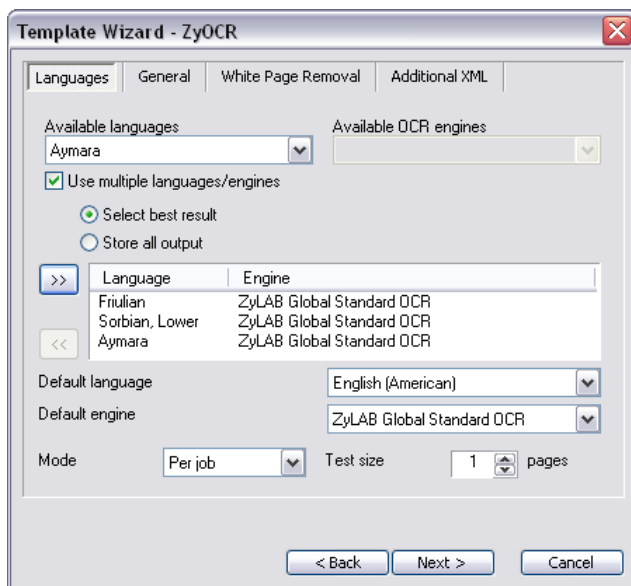 Template Wizard - ZyOCR
Languages General White Page Removal Additional XML
Available languages Available OCR engines
Aymara
Use multiple languages/engines
Select best result
Store all output
>> Language Engine
Friulian ZyLAB Global Standard OCR
Sorbian, Lower ZyLAB Global Standard OCR
<< Aymara ZyLAB Global Standard OCR
Default language English (American)
Default engine ZyLAB Global Standard OCR
Mode Per job Test size 1 pages
< Back Next > Cancel